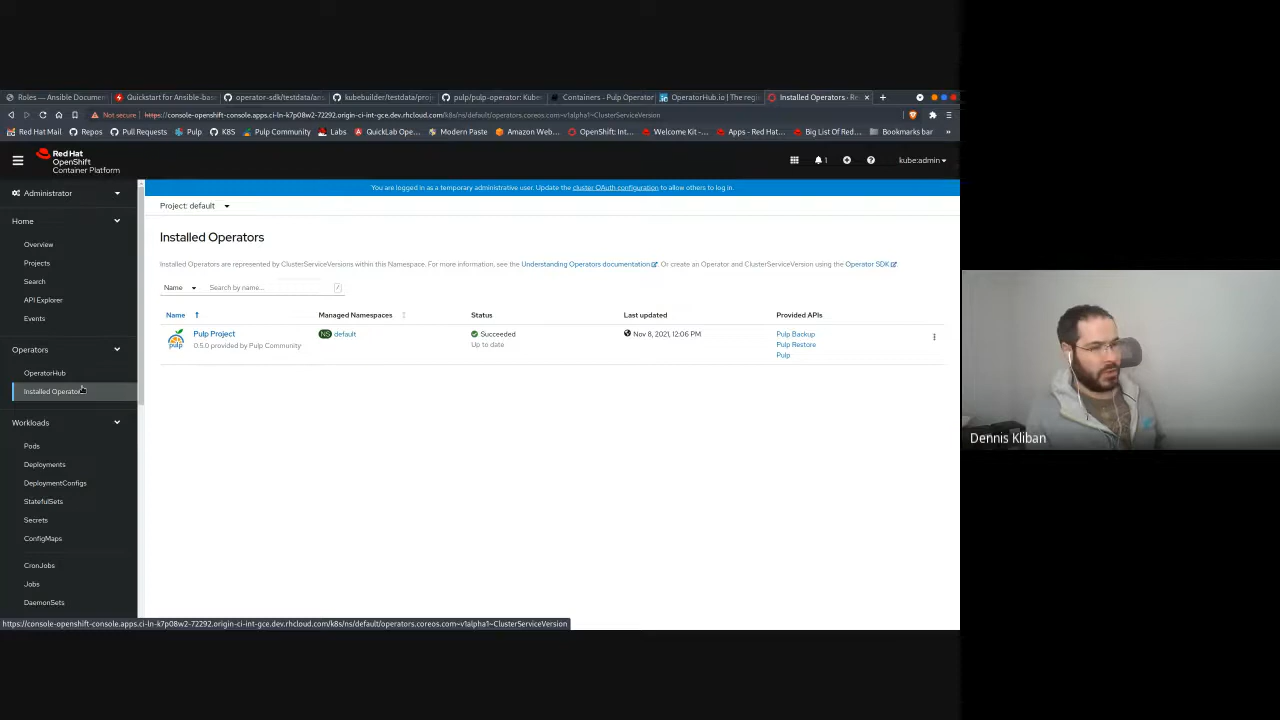 Roles — Ansible Documen
Quickstart for Ansible-base
operator-sdk/testdata/ans
kubebuilder/testdata/proj
pulp/pulp-operator: Kube
Containers - Pulp Operator
OperatorHub.io | The regi
Installed Operators · Re
Not secure
https://console-openshift-console.apps.ci-ln-k7p08w2-72292.origin-ci-int-gce.dev.rhcloud.com/k8s/ns/default/operators.coreos.com~v1alpha1~ClusterServiceVersion
Red Hat Mail
Repos
Pull Requests
Pulp
K8S
Pulp Community
Labs
QuickLab Ope...
Modern Paste
Amazon Web...
OpenShift: Int...
Welcome Kit -...
Apps - Red Hat...
Big List Of Red...
Bookmarks bar
Red Hat
OpenShift
Container Platform
1
kube:admin
You are logged in as a temporary administrative user. Update the cluster OAuth configuration to allow others to log in.
Administrator
Home
Overview
Projects
Search
API Explorer
Events
Operators
OperatorHub
Installed Operators
Workloads
Pods
Deployments
DeploymentConfigs
StatefulSets
Secrets
ConfigMaps
CronJobs
Jobs
DaemonSets
Project: default
Installed Operators
Installed Operators are represented by ClusterServiceVersions within this Namespace. For more information, see the Understanding Operators documentation. Or create an Operator and ClusterServiceVersion using the Operator SDK.
Name
Search by name...
/
Name
Managed Namespaces
Status
Last updated
Provided APIs
pulp
Pulp Project
0.5.0 provided by Pulp Community
NS default
Succeeded
Up to date
Nov 8, 2021, 12:06 PM
Pulp Backup
Pulp Restore
Pulp
https://console-openshift-console.apps.ci-ln-k7p08w2-72292.origin-ci-int-gce.dev.rhcloud.com/k8s/ns/default/operators.coreos.com~v1alpha1~ClusterServiceVersion
Dennis Kliban